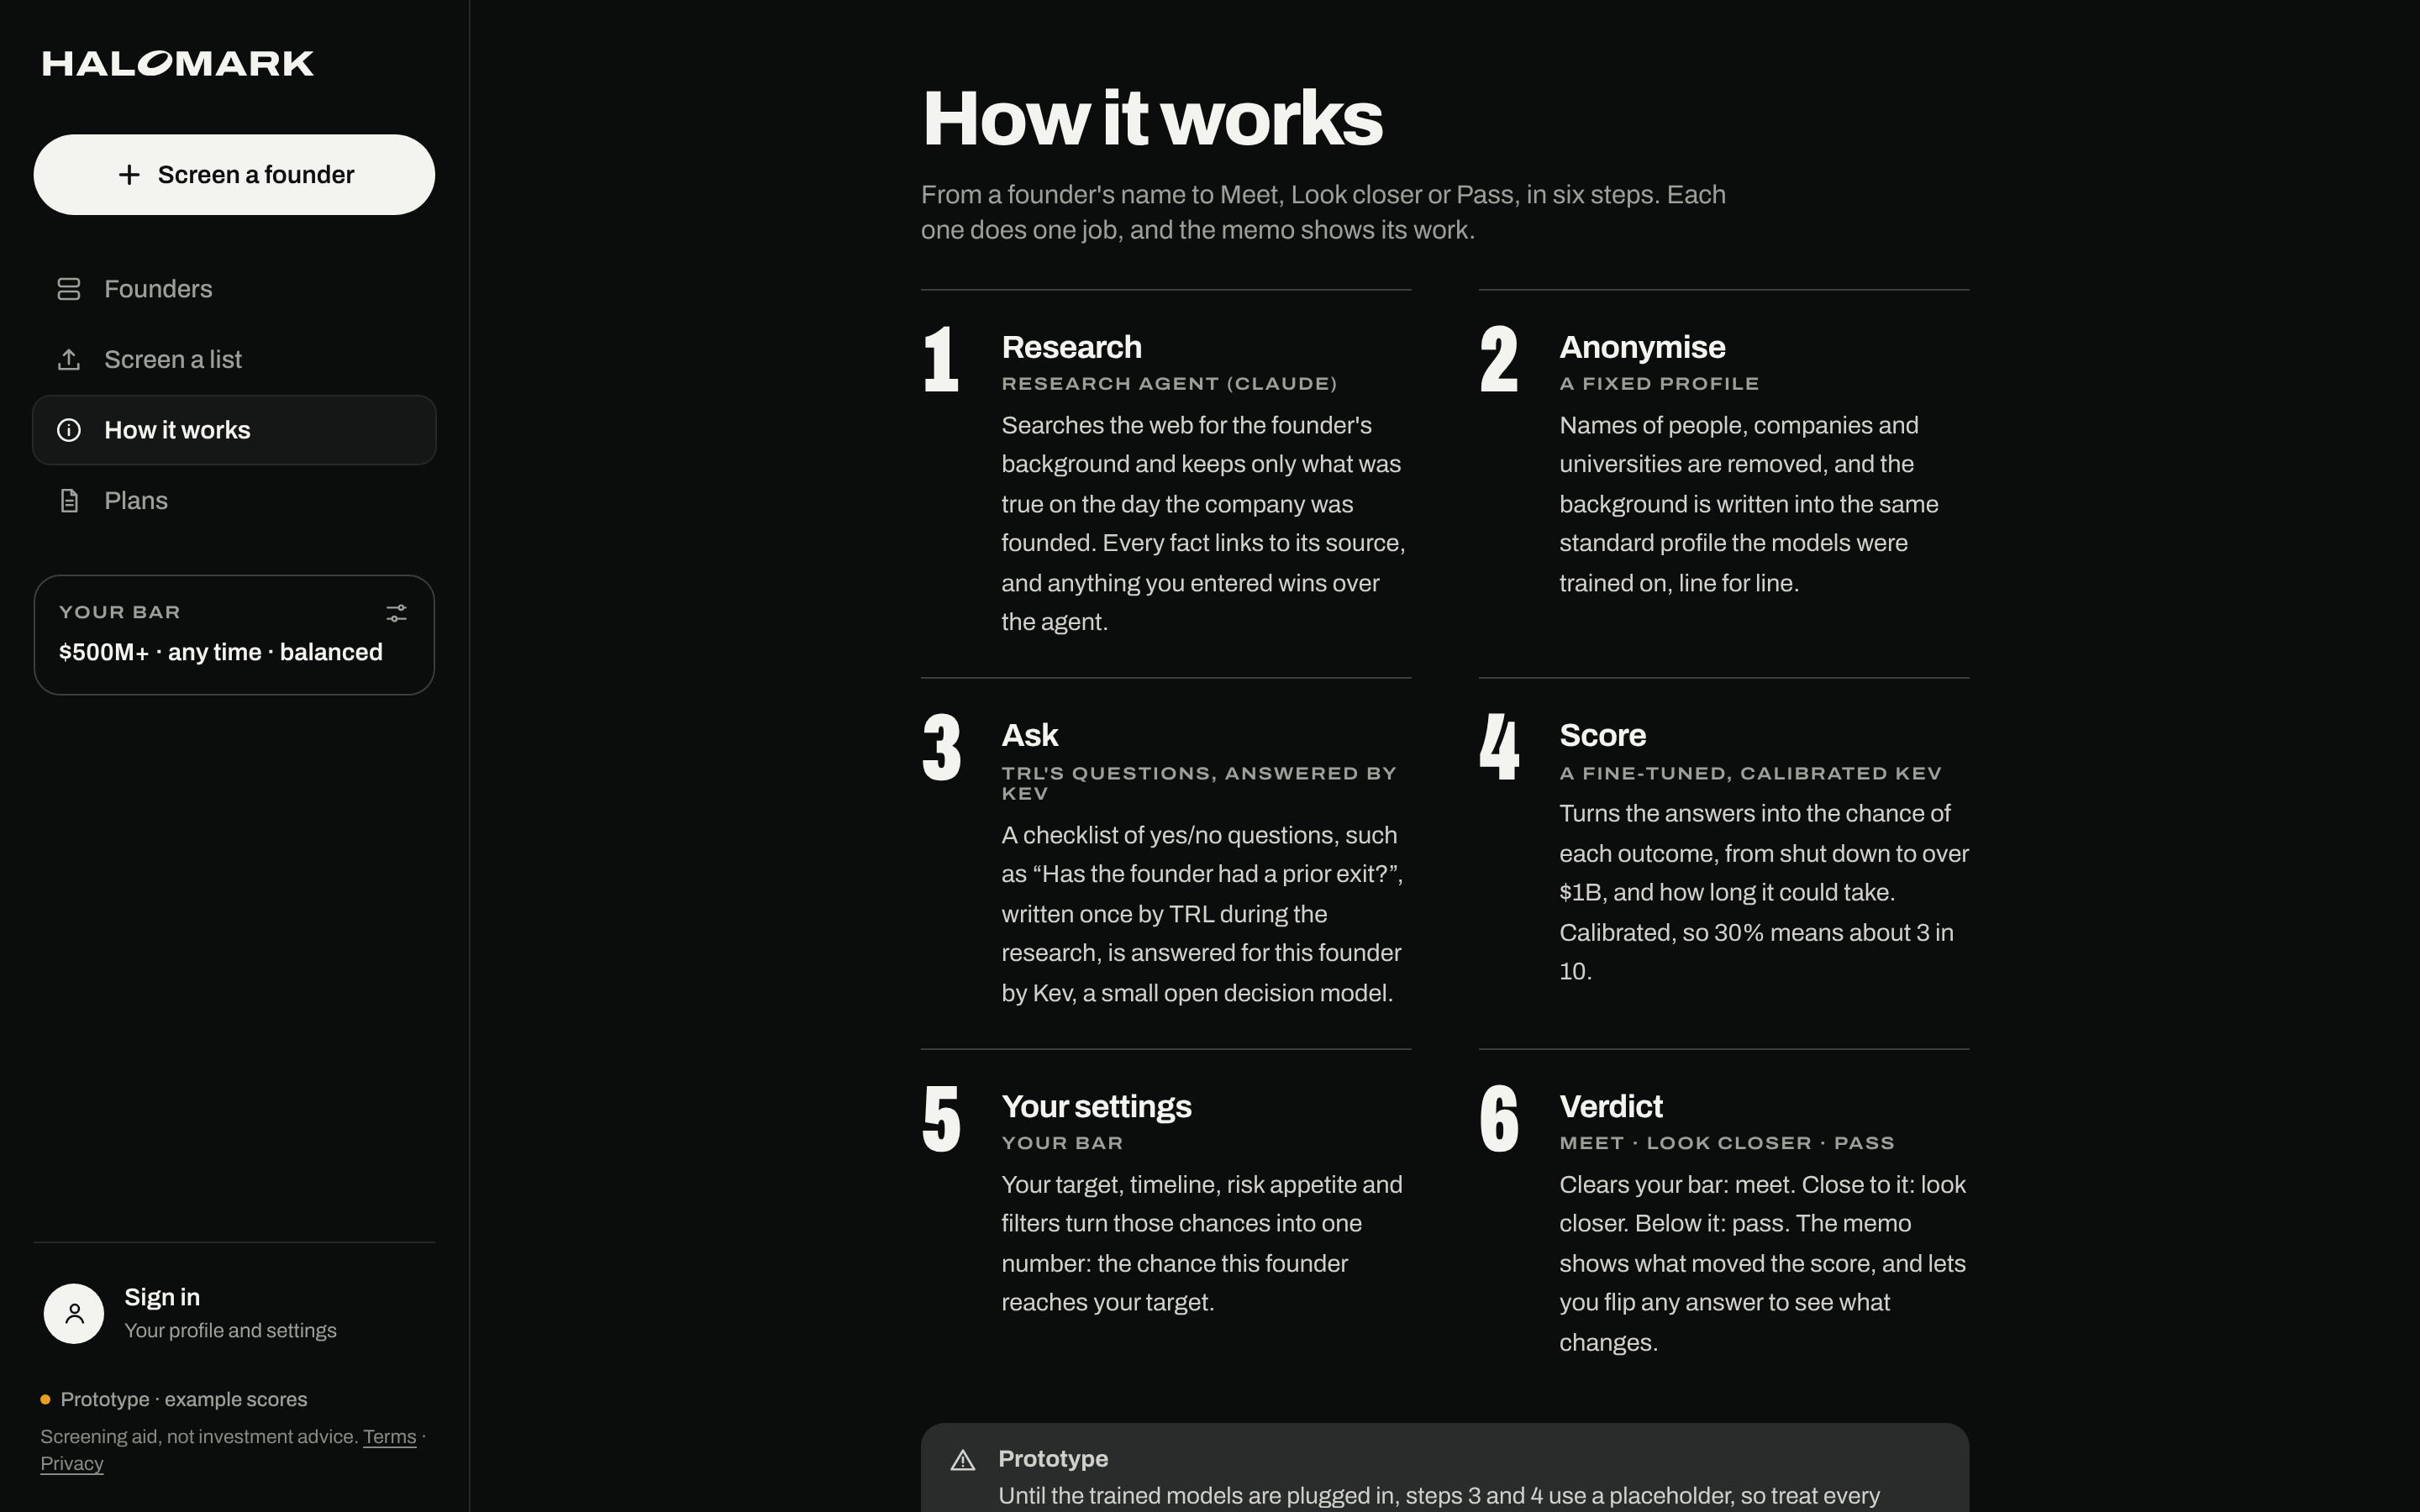 HALOMARK
Screen a founder
Founders
Screen a list
How it works
Plans
YOUR BAR
$500M+ · any time · balanced
Sign in
Your profile and settings
Prototype · example scores
Screening aid, not investment advice. Terms ·
Privacy
How it works
From a founder's name to Meet, Look closer or Pass, in six steps. Each
one does one job, and the memo shows its work.
1
Research
RESEARCH AGENT (CLAUDE)
Searches the web for the founder's
background and keeps only what was
true on the day the company was
founded. Every fact links to its source,
and anything you entered wins over
the agent.
2
Anonymise
A FIXED PROFILE
Names of people, companies and
universities are removed, and the
background is written into the same
standard profile the models were
trained on, line for line.
3
Ask
TRL'S QUESTIONS, ANSWERED BY
KEV
A checklist of yes/no questions, such
as “Has the founder had a prior exit?”,
written once by TRL during the
research, is answered for this founder
by Kev, a small open decision model.
4
Score
A FINE-TUNED, CALIBRATED KEV
Turns the answers into the chance of
each outcome, from shut down to over
$1B, and how long it could take.
Calibrated, so 30% means about 3 in
10.
5
Your settings
YOUR BAR
Your target, timeline, risk appetite and
filters turn those chances into one
number: the chance this founder
reaches your target.
6
Verdict
MEET · LOOK CLOSER · PASS
Clears your bar: meet. Close to it: look
closer. Below it: pass. The memo
shows what moved the score, and lets
you flip any answer to see what
changes.
Prototype
Until the trained models are plugged in, steps 3 and 4 use a placeholder, so treat every